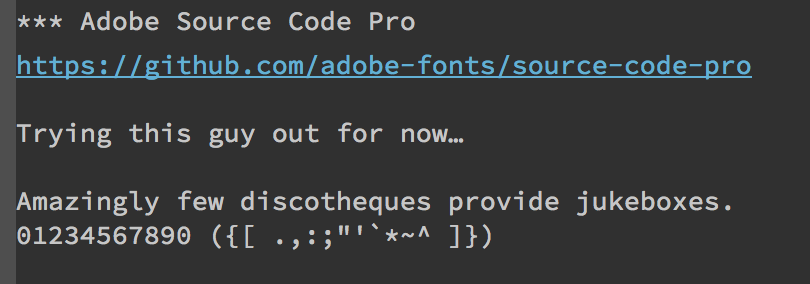 *** Adobe Source Code Pro
https://github.com/adobe-fonts/source-code-pro
Trying this guy out for now…
Amazingly few discotheques provide jukeboxes.
01234567890 ({[ .,:;"'`*~^ ]})